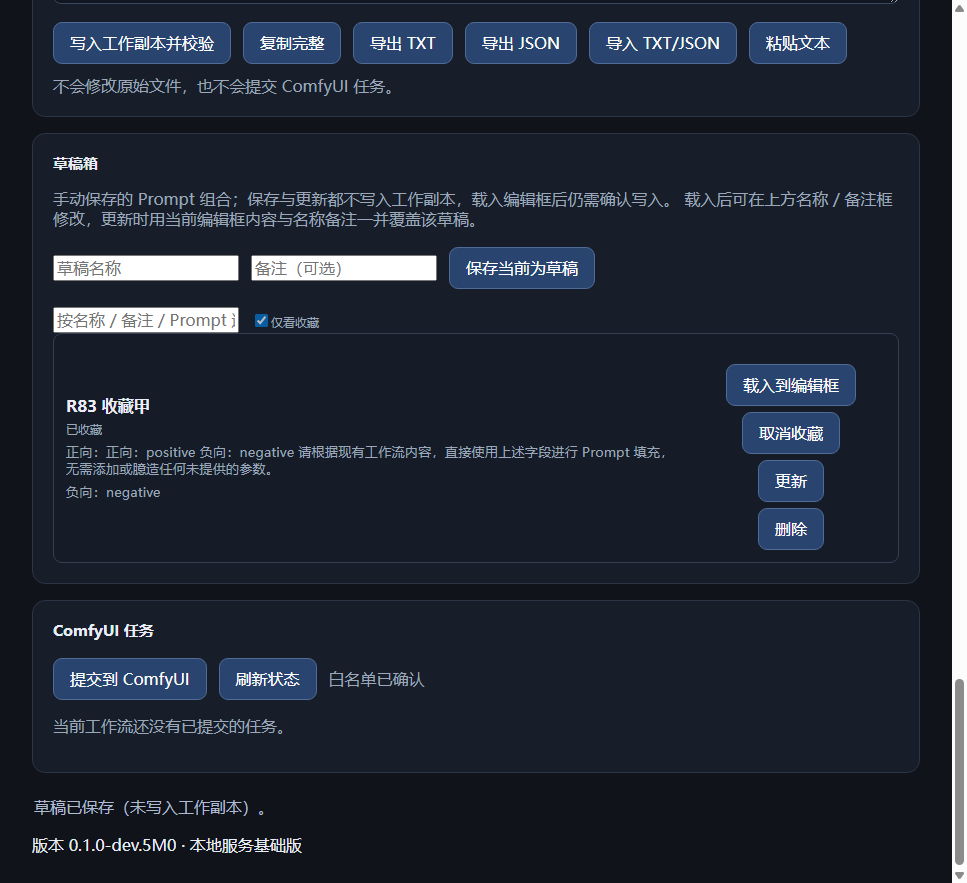 写入工作副本并校验 复制完整 导出 TXT 导出 JSON 导入 TXT/JSON 粘贴文本
不会修改原始文件，也不会提交 ComfyUI 任务。
草稿箱
手动保存的 Prompt 组合；保存与更新都不写入工作副本，载入编辑框后仍需确认写入。 载入后可在上方名称 / 备注框
修改，更新时用当前编辑框内容与名称备注一并覆盖该草稿。
草稿名称 备注（可选） 保存当前为草稿
按名称 / 备注 / Prompt 仅看收藏
载入到编辑框
R83 收藏甲
已收藏
取消收藏
正向：正向：positive 负向：negative 请根据现有工作流内容，直接使用上述字段进行 Prompt 填充，
无需添加或臆造任何未提供的参数。
更新
负向：negative
删除
ComfyUI 任务
提交到 ComfyUI 刷新状态 白名单已确认
当前工作流还没有已提交的任务。
草稿已保存（未写入工作副本）。
版本 0.1.0-dev.5M0 · 本地服务基础版